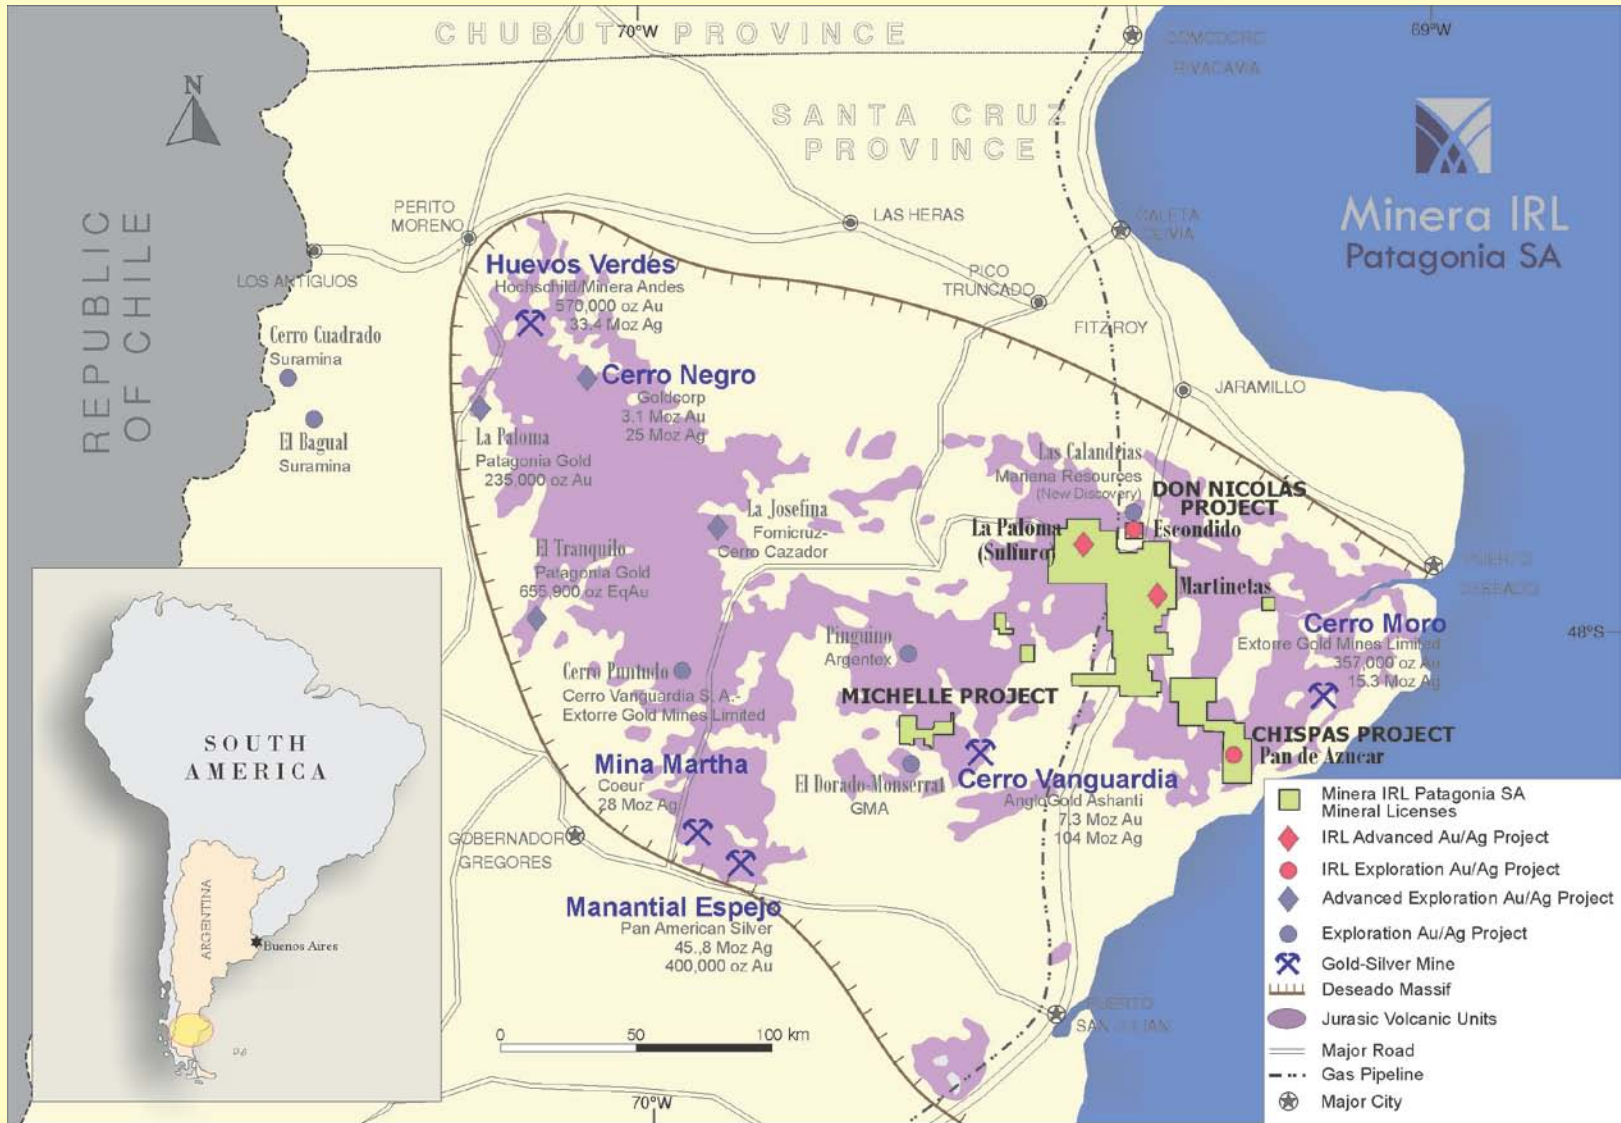 70°W
69°W
CHUBUT PROVINCE
COMODORO
RIVADAVIA
N
SANTA CRUZ
PROVINCE
REPUBLIC
OF CHILE
Minera IRL
Patagonia SA
PERITO
MORENO
LAS HERAS
CALETA
OLIVIA
LOS ANTIGUOS
PICO
TRUNCADO
FITZROY
JARAMILLO
Huevos Verdes
Hochschild/Minera Andes
570,000 oz Au
33.4 Moz Ag
Cerro Cuadrado
Suramina
El Bagual
Suramina
Cerro Negro
Goldcorp
3.1 Moz Au
25 Moz Ag
La Paloma
Patagonia Gold
235,000 oz Au
Las Calandrias
Mariana Resources
(New Discovery)
DON NICOLÁS
PROJECT
Escondido
La Paloma
(Sulfuro)
Martinetas
La Josefina
Fomicruz-
Cerro Cazador
El Tranquilo
Patagonia Gold
655,900 oz EqAu
PUERTO
DESEADO
Cerro Moro
Extorre Gold Mines Limited
357,000 oz Au
15.3 Moz Ag
48°S
Pinguino
Argentex
Cerro Puntudo
Cerro Vanguardia S. A.-
Extorre Gold Mines Limited
MICHELLE PROJECT
CHISPAS PROJECT
Pan de Azucar
Mina Martha
Coeur
28 Moz Ag
El Dorado-Monserrat
GMA
Cerro Vanguardia
AngloGold Ashanti
7.3 Moz Au
104 Moz Ag
GOBERNADOR
GREGORES
Manantial Espejo
Pan American Silver
45.,8 Moz Ag
400,000 oz Au
PUERTO
SAN JULIAN
0 50 100 km
70°W
SOUTH
AMERICA
ARGENTINA
Buenos Aires
Minera IRL Patagonia SA
Mineral Licenses
IRL Advanced Au/Ag Project
IRL Exploration Au/Ag Project
Advanced Exploration Au/Ag Project
Exploration Au/Ag Project
Gold-Silver Mine
Deseado Massif
Jurasic Volcanic Units
Major Road
Gas Pipeline
Major City